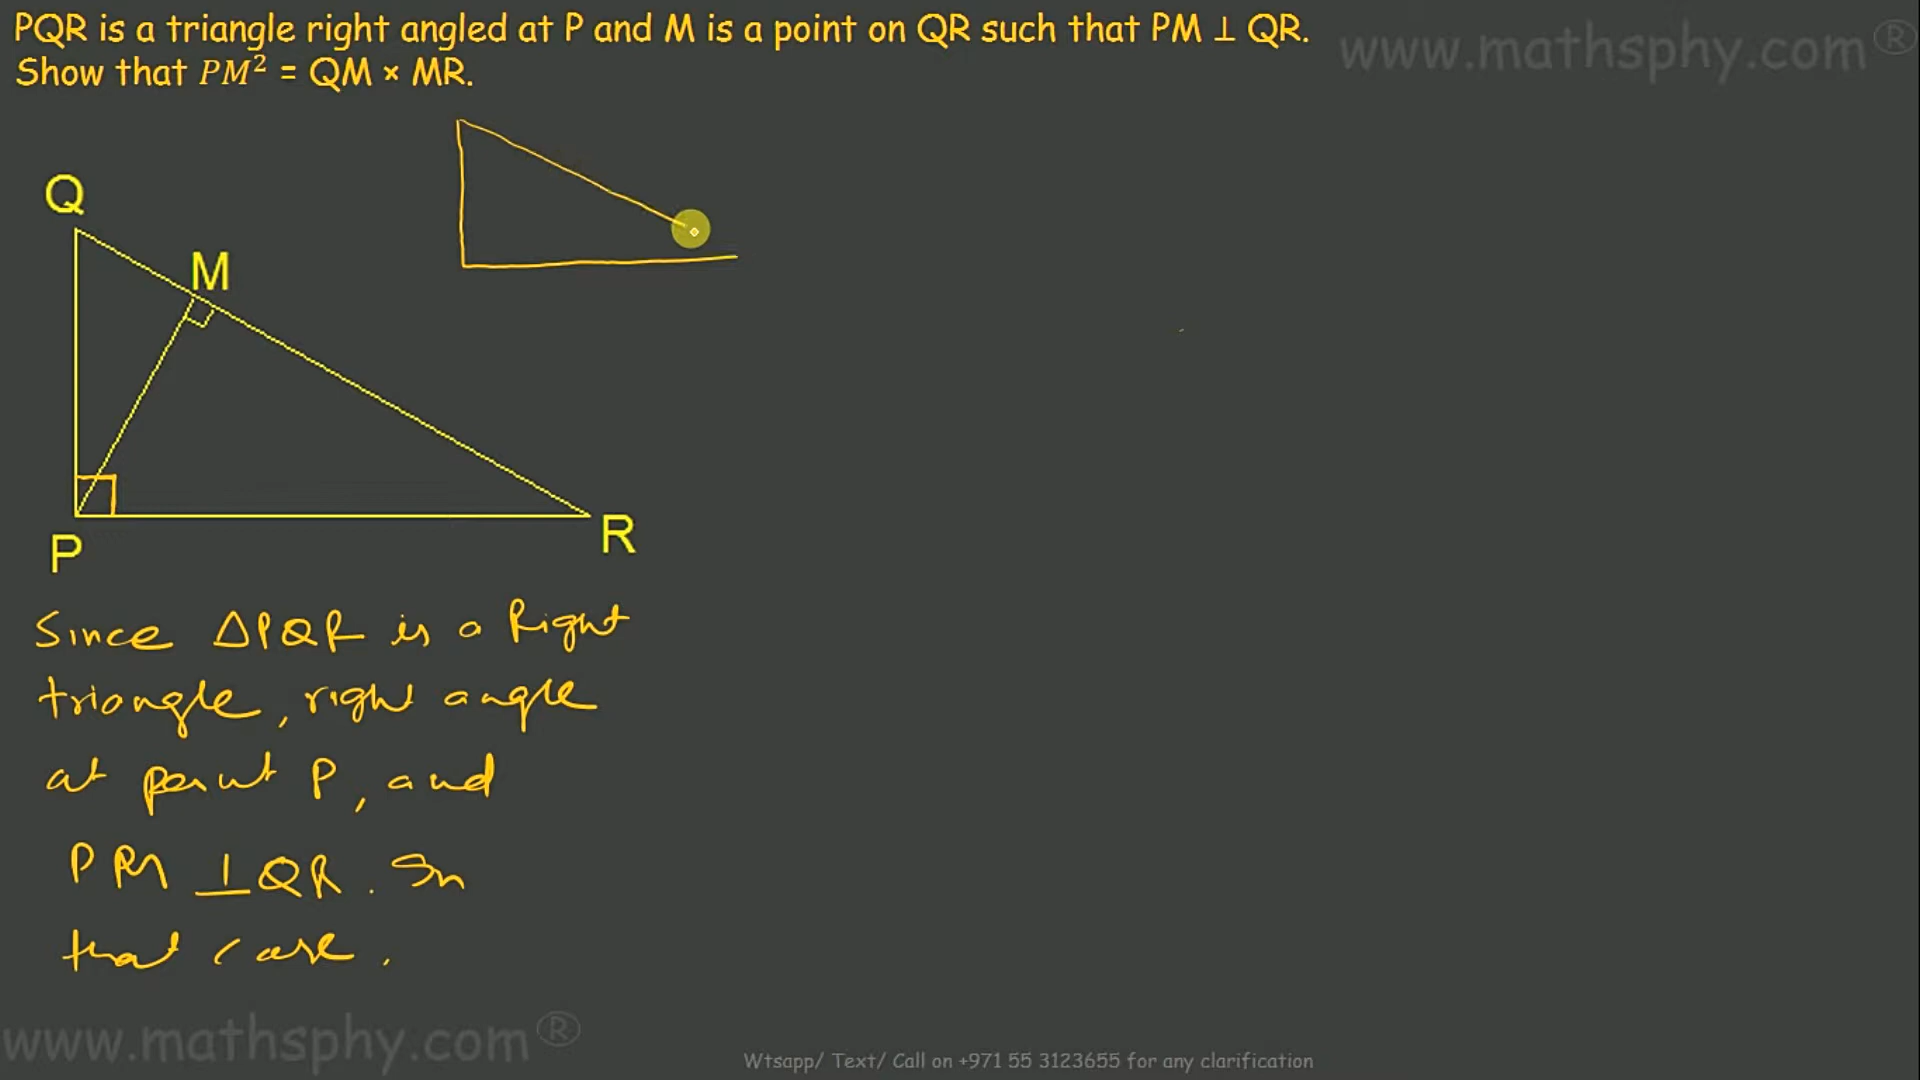 PQR is a triangle right angled at P and M is a point on QR such that PM ⊥ QR.
Show that PM² = QM × MR.
www.mathsphy.com®
Q
M
P
R
Since △PQR is a Right
triangle, right angle
at point P, and
PM ⊥ QR. In
that case,
www.mathsphy.com®
Wtsapp/ Text/ Call on +971 55 3123655 for any clarification